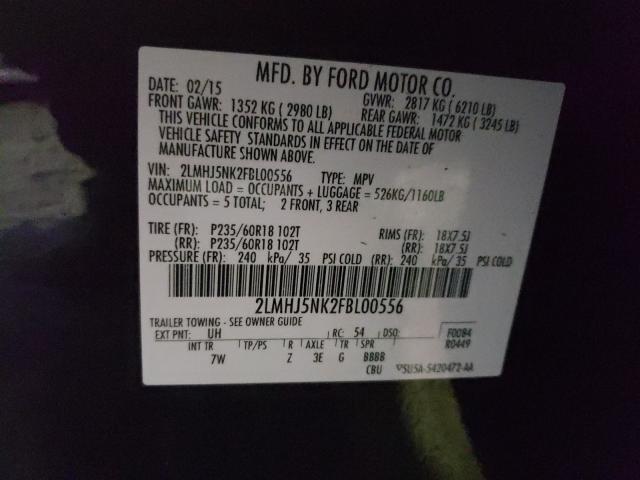 MFD. BY FORD MOTOR CO.
DATE: 02/15 GVWR: 2817 KG ( 6210 LB)
FRONT GAWR: 1352 KG ( 2980 LB) REAR GAWR: 1472 KG ( 3245 LB)
THIS VEHICLE CONFORMS TO ALL APPLICABLE FEDERAL MOTOR
VEHICLE SAFETY STANDARDS IN EFFECT ON THE DATE OF
MANUFACTURE SHOWN ABOVE.
VIN: 2LMHJ5NK2FBL00556 TYPE: MPV
MAXIMUM LOAD = OCCUPANTS + LUGGAGE = 526KG/1160LB
OCCUPANTS = 5 TOTAL; 2 FRONT, 3 REAR
TIRE (FR): P235/60R18 102T RIMS (FR): 18X7.5J
(RR): P235/60R18 102T (RR): 18X7.5J
PRESSURE (FR): 240 kPa/ 35 PSI COLD (RR): 240 kPa/ 35 PSI COLD
2LMHJ5NK2FBL00556
TRAILER TOWING - SEE OWNER GUIDE
EXT PNT: UH RC: 54 DSO: F0084
R0449
INT TR TP/PS R AXLE TR SPR
7W Z 3E G BBBB
CBU 5U5A-5420472-AA